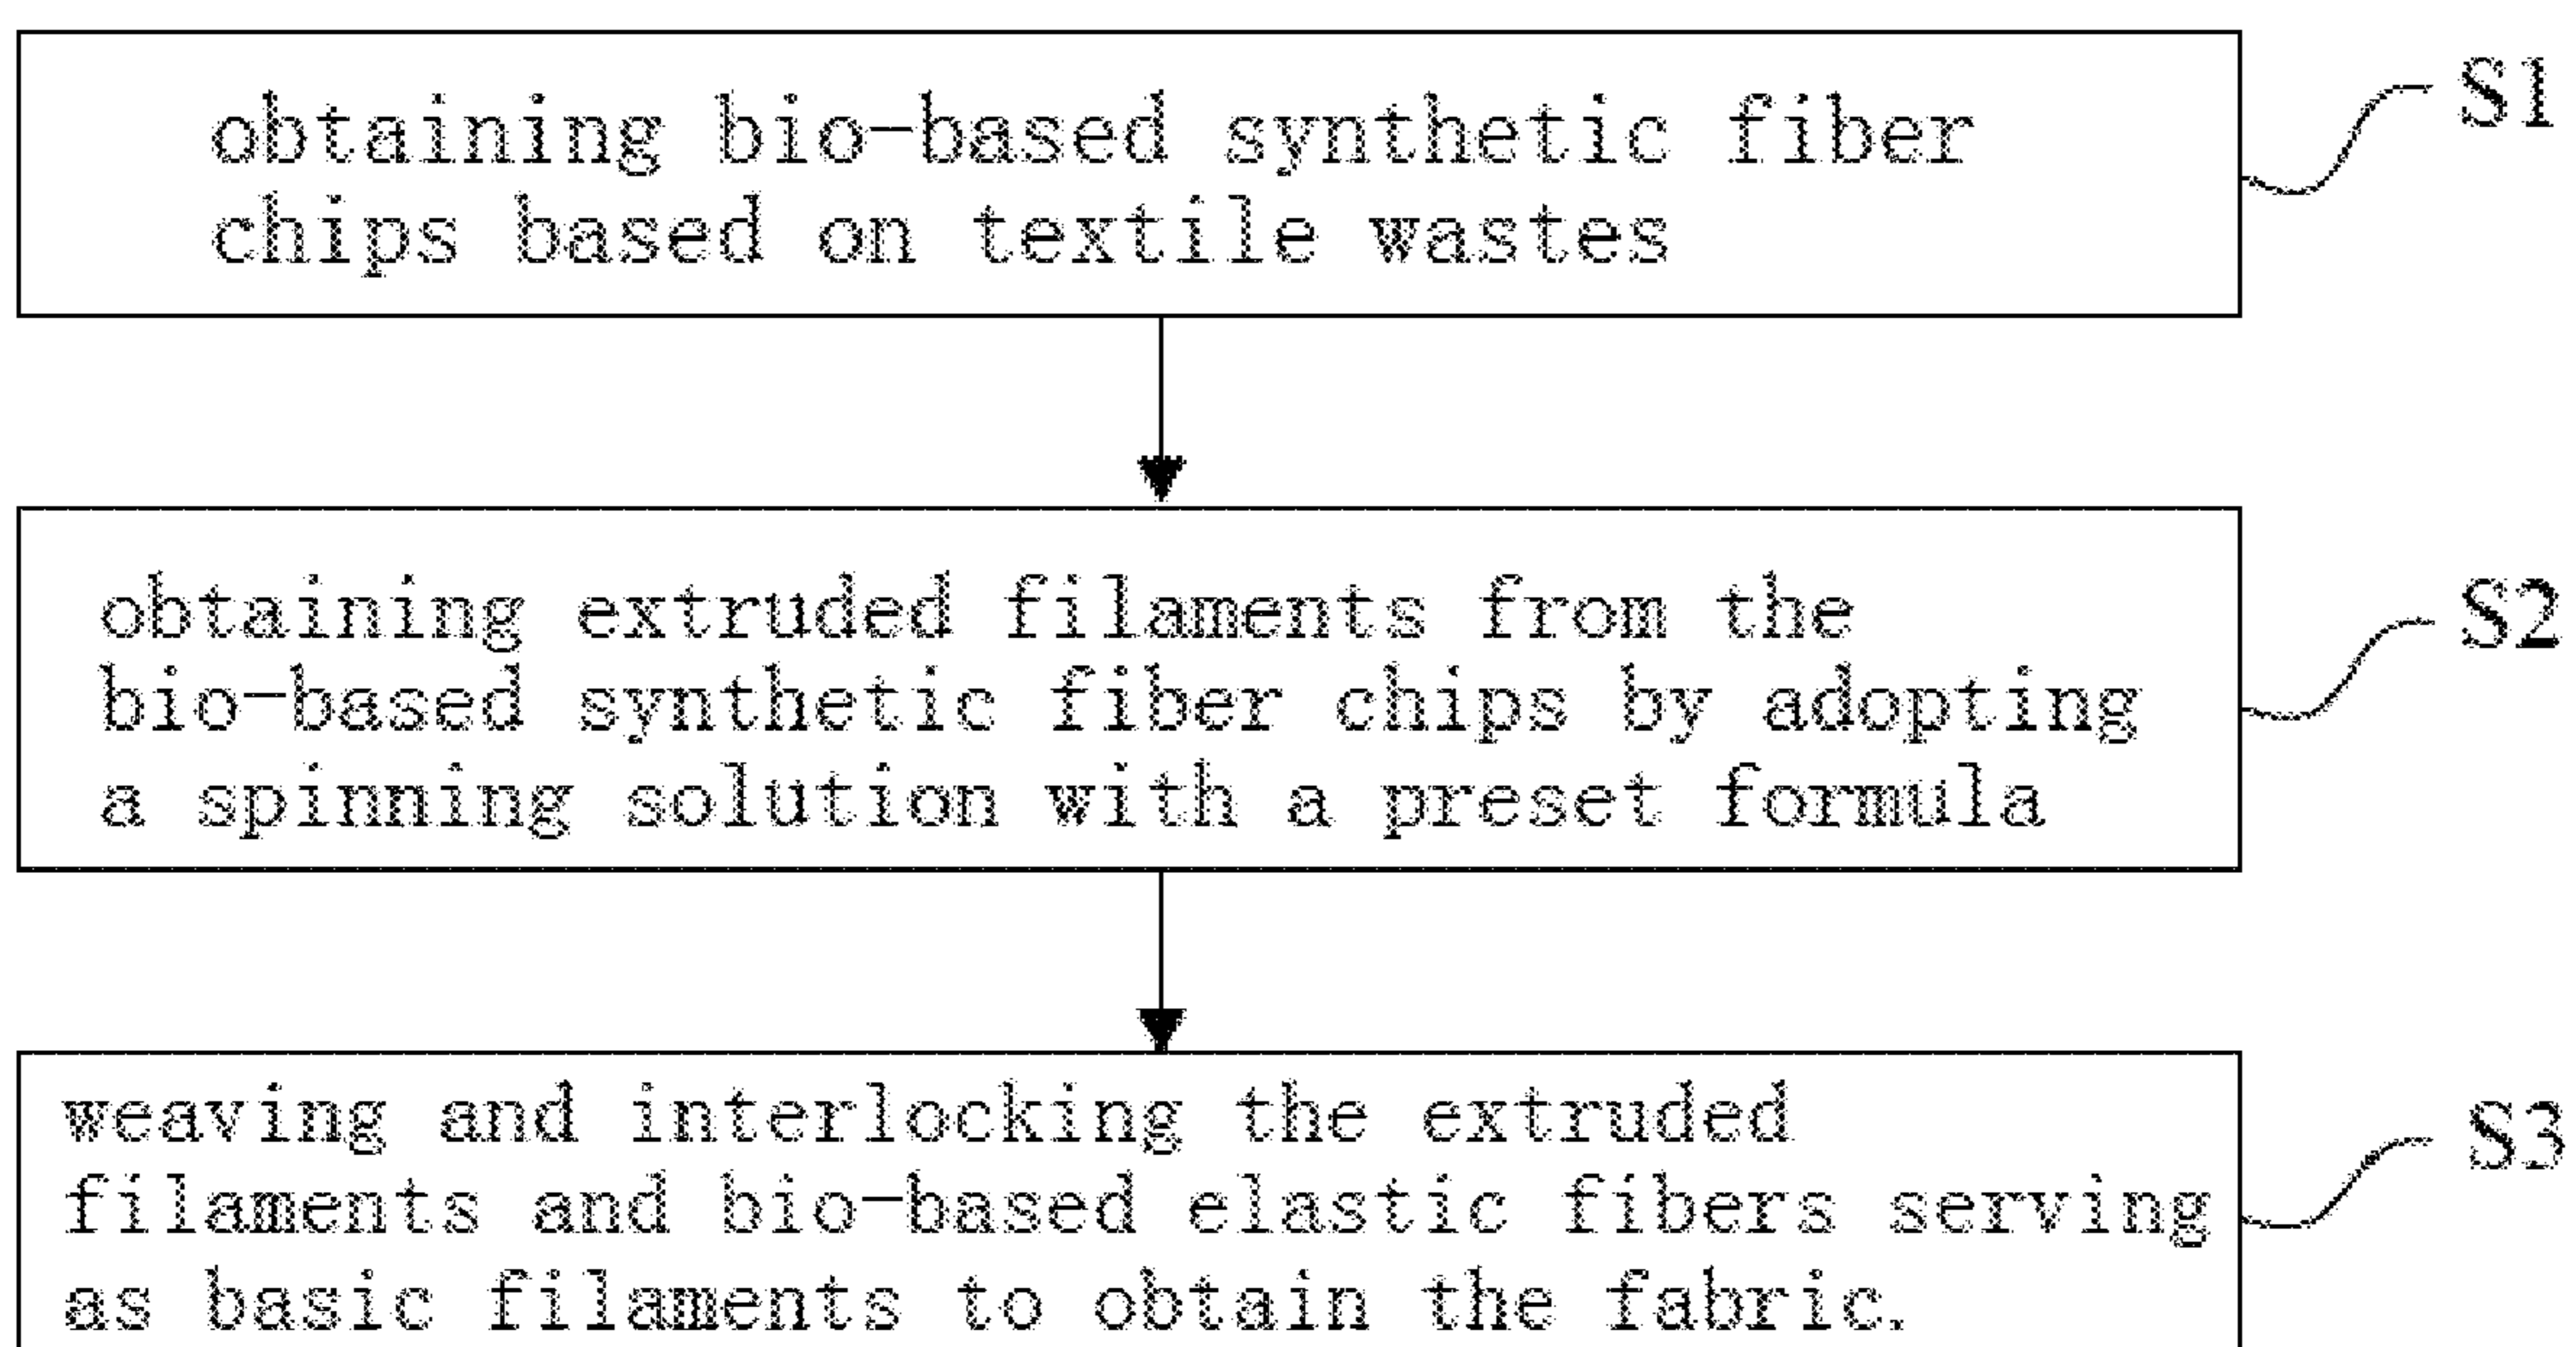 obtaining bio-based synthetic fiber
chips based on textile wastes
S1
obtaining extruded filaments from the
bio-based synthetic fiber chips by adopting
a spinning solution with a preset formula
S2
weaving and interlocking the extruded
filaments and bio-based elastic fibers serving
as basic filaments to obtain the fabric.
S3